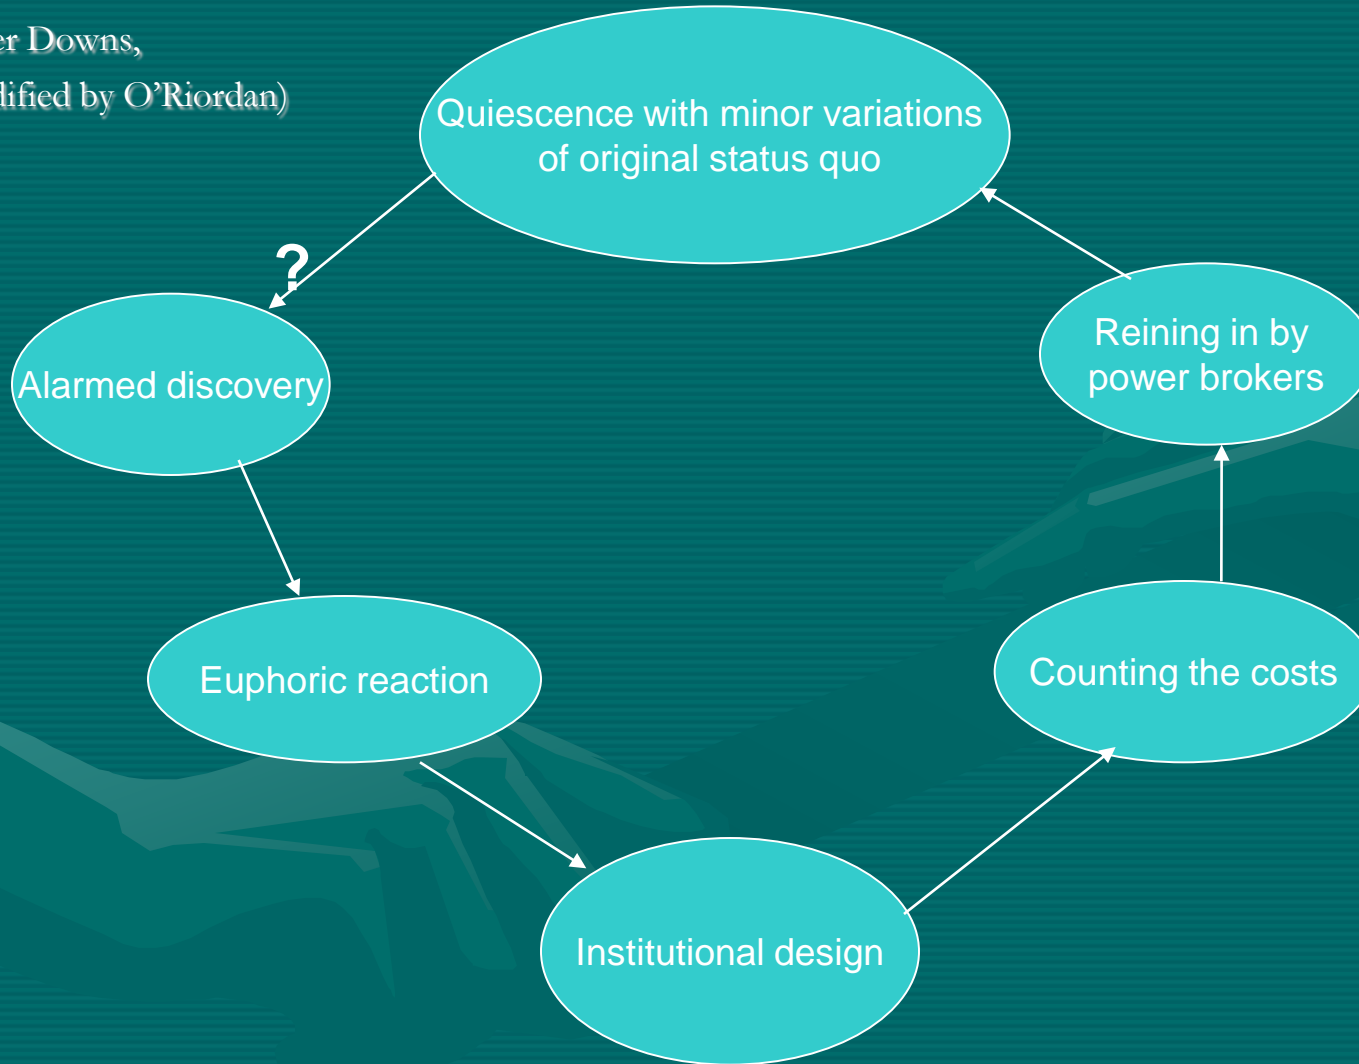 er Downs,
dified by O'Riordan)
Quiescence with minor variations
of original status quo
?
Alarmed discovery
Reining in by
power brokers
Euphoric reaction
Counting the costs
Institutional design